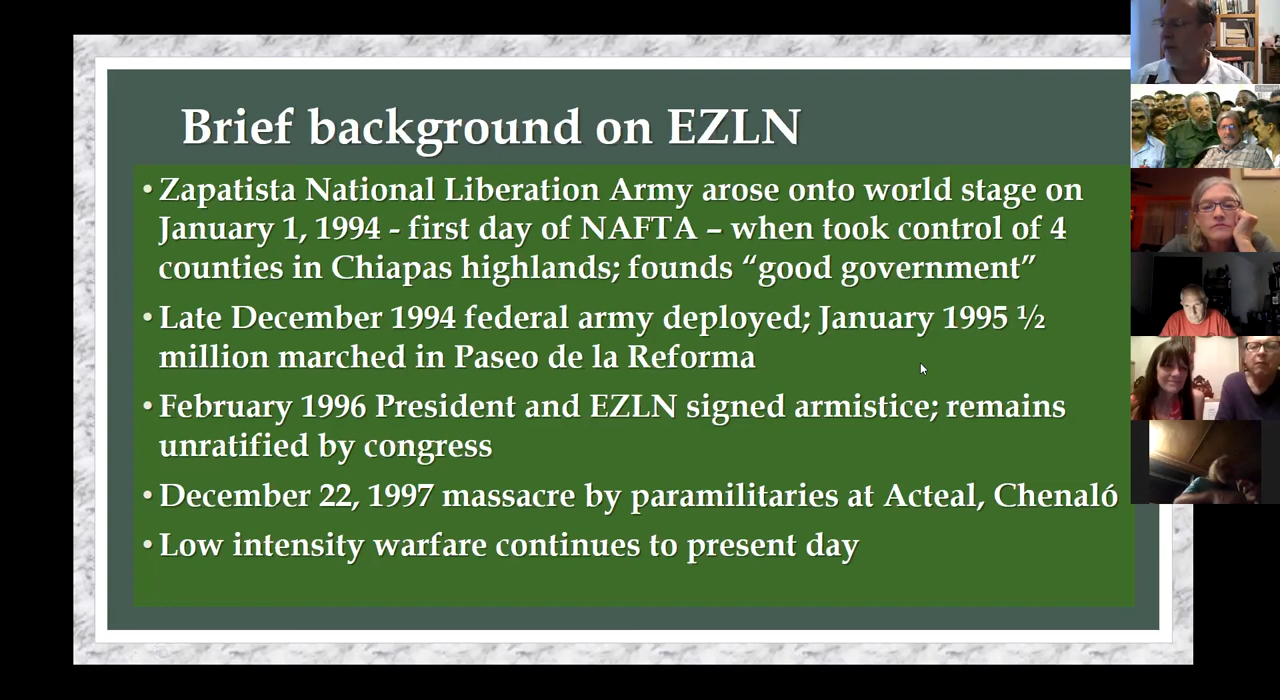 Brief background on EZLN
• Zapatista National Liberation Army arose onto world stage on
January 1, 1994 - first day of NAFTA – when took control of 4
counties in Chiapas highlands; founds “good government”
• Late December 1994 federal army deployed; January 1995 ½
million marched in Paseo de la Reforma
• February 1996 President and EZLN signed armistice; remains
unratified by congress
• December 22, 1997 massacre by paramilitaries at Acteal, Chenaló
• Low intensity warfare continues to present day